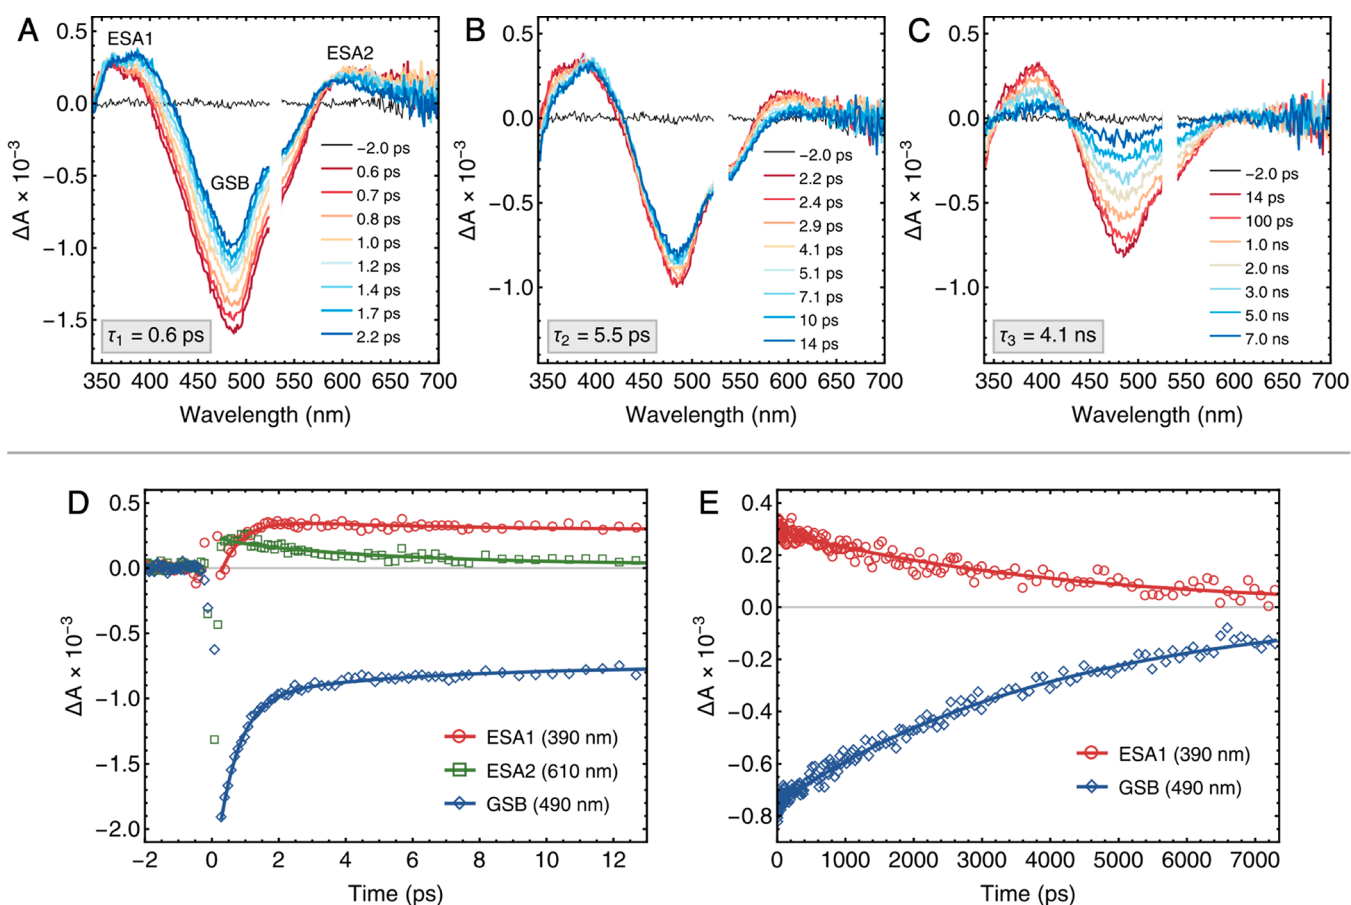 A
ESA1
ESA2
GSB
ΔA × 10⁻³
0.5
0.0
−0.5
−1.0
−1.5
−2.0 ps
0.6 ps
0.7 ps
0.8 ps
1.0 ps
1.2 ps
1.4 ps
1.7 ps
2.2 ps
τ₁ = 0.6 ps
350 400 450 500 550 600 650 700
Wavelength (nm)
B
ΔA × 10⁻³
0.5
0.0
−0.5
−1.0
−2.0 ps
2.2 ps
2.4 ps
2.9 ps
4.1 ps
5.1 ps
7.1 ps
10 ps
14 ps
τ₂ = 5.5 ps
350 400 450 500 550 600 650 700
Wavelength (nm)
C
ΔA × 10⁻³
0.5
0.0
−0.5
−1.0
−2.0 ps
14 ps
100 ps
1.0 ns
2.0 ns
3.0 ns
5.0 ns
7.0 ns
τ₃ = 4.1 ns
350 400 450 500 550 600 650 700
Wavelength (nm)
D
ΔA × 10⁻³
0.5
0.0
−0.5
−1.0
−1.5
−2.0
ESA1 (390 nm)
ESA2 (610 nm)
GSB (490 nm)
−2 0 2 4 6 8 10 12
Time (ps)
E
ΔA × 10⁻³
0.4
0.2
0.0
−0.2
−0.4
−0.6
−0.8
ESA1 (390 nm)
GSB (490 nm)
0 1000 2000 3000 4000 5000 6000 7000
Time (ps)